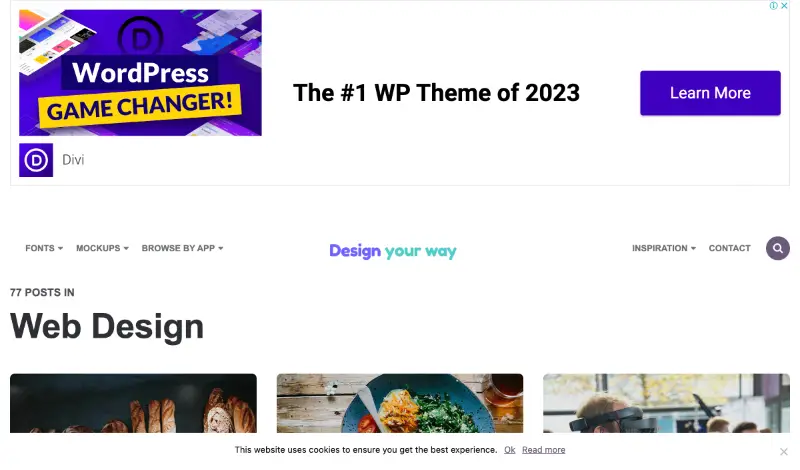 WordPress
GAME CHANGER!
The #1 WP Theme of 2023
Learn More
D Divi
FONTS MOCKUPS BROWSE BY APP Design your way INSPIRATION CONTACT
77 POSTS IN
Web Design
This website uses cookies to ensure you get the best experience. Ok Read more